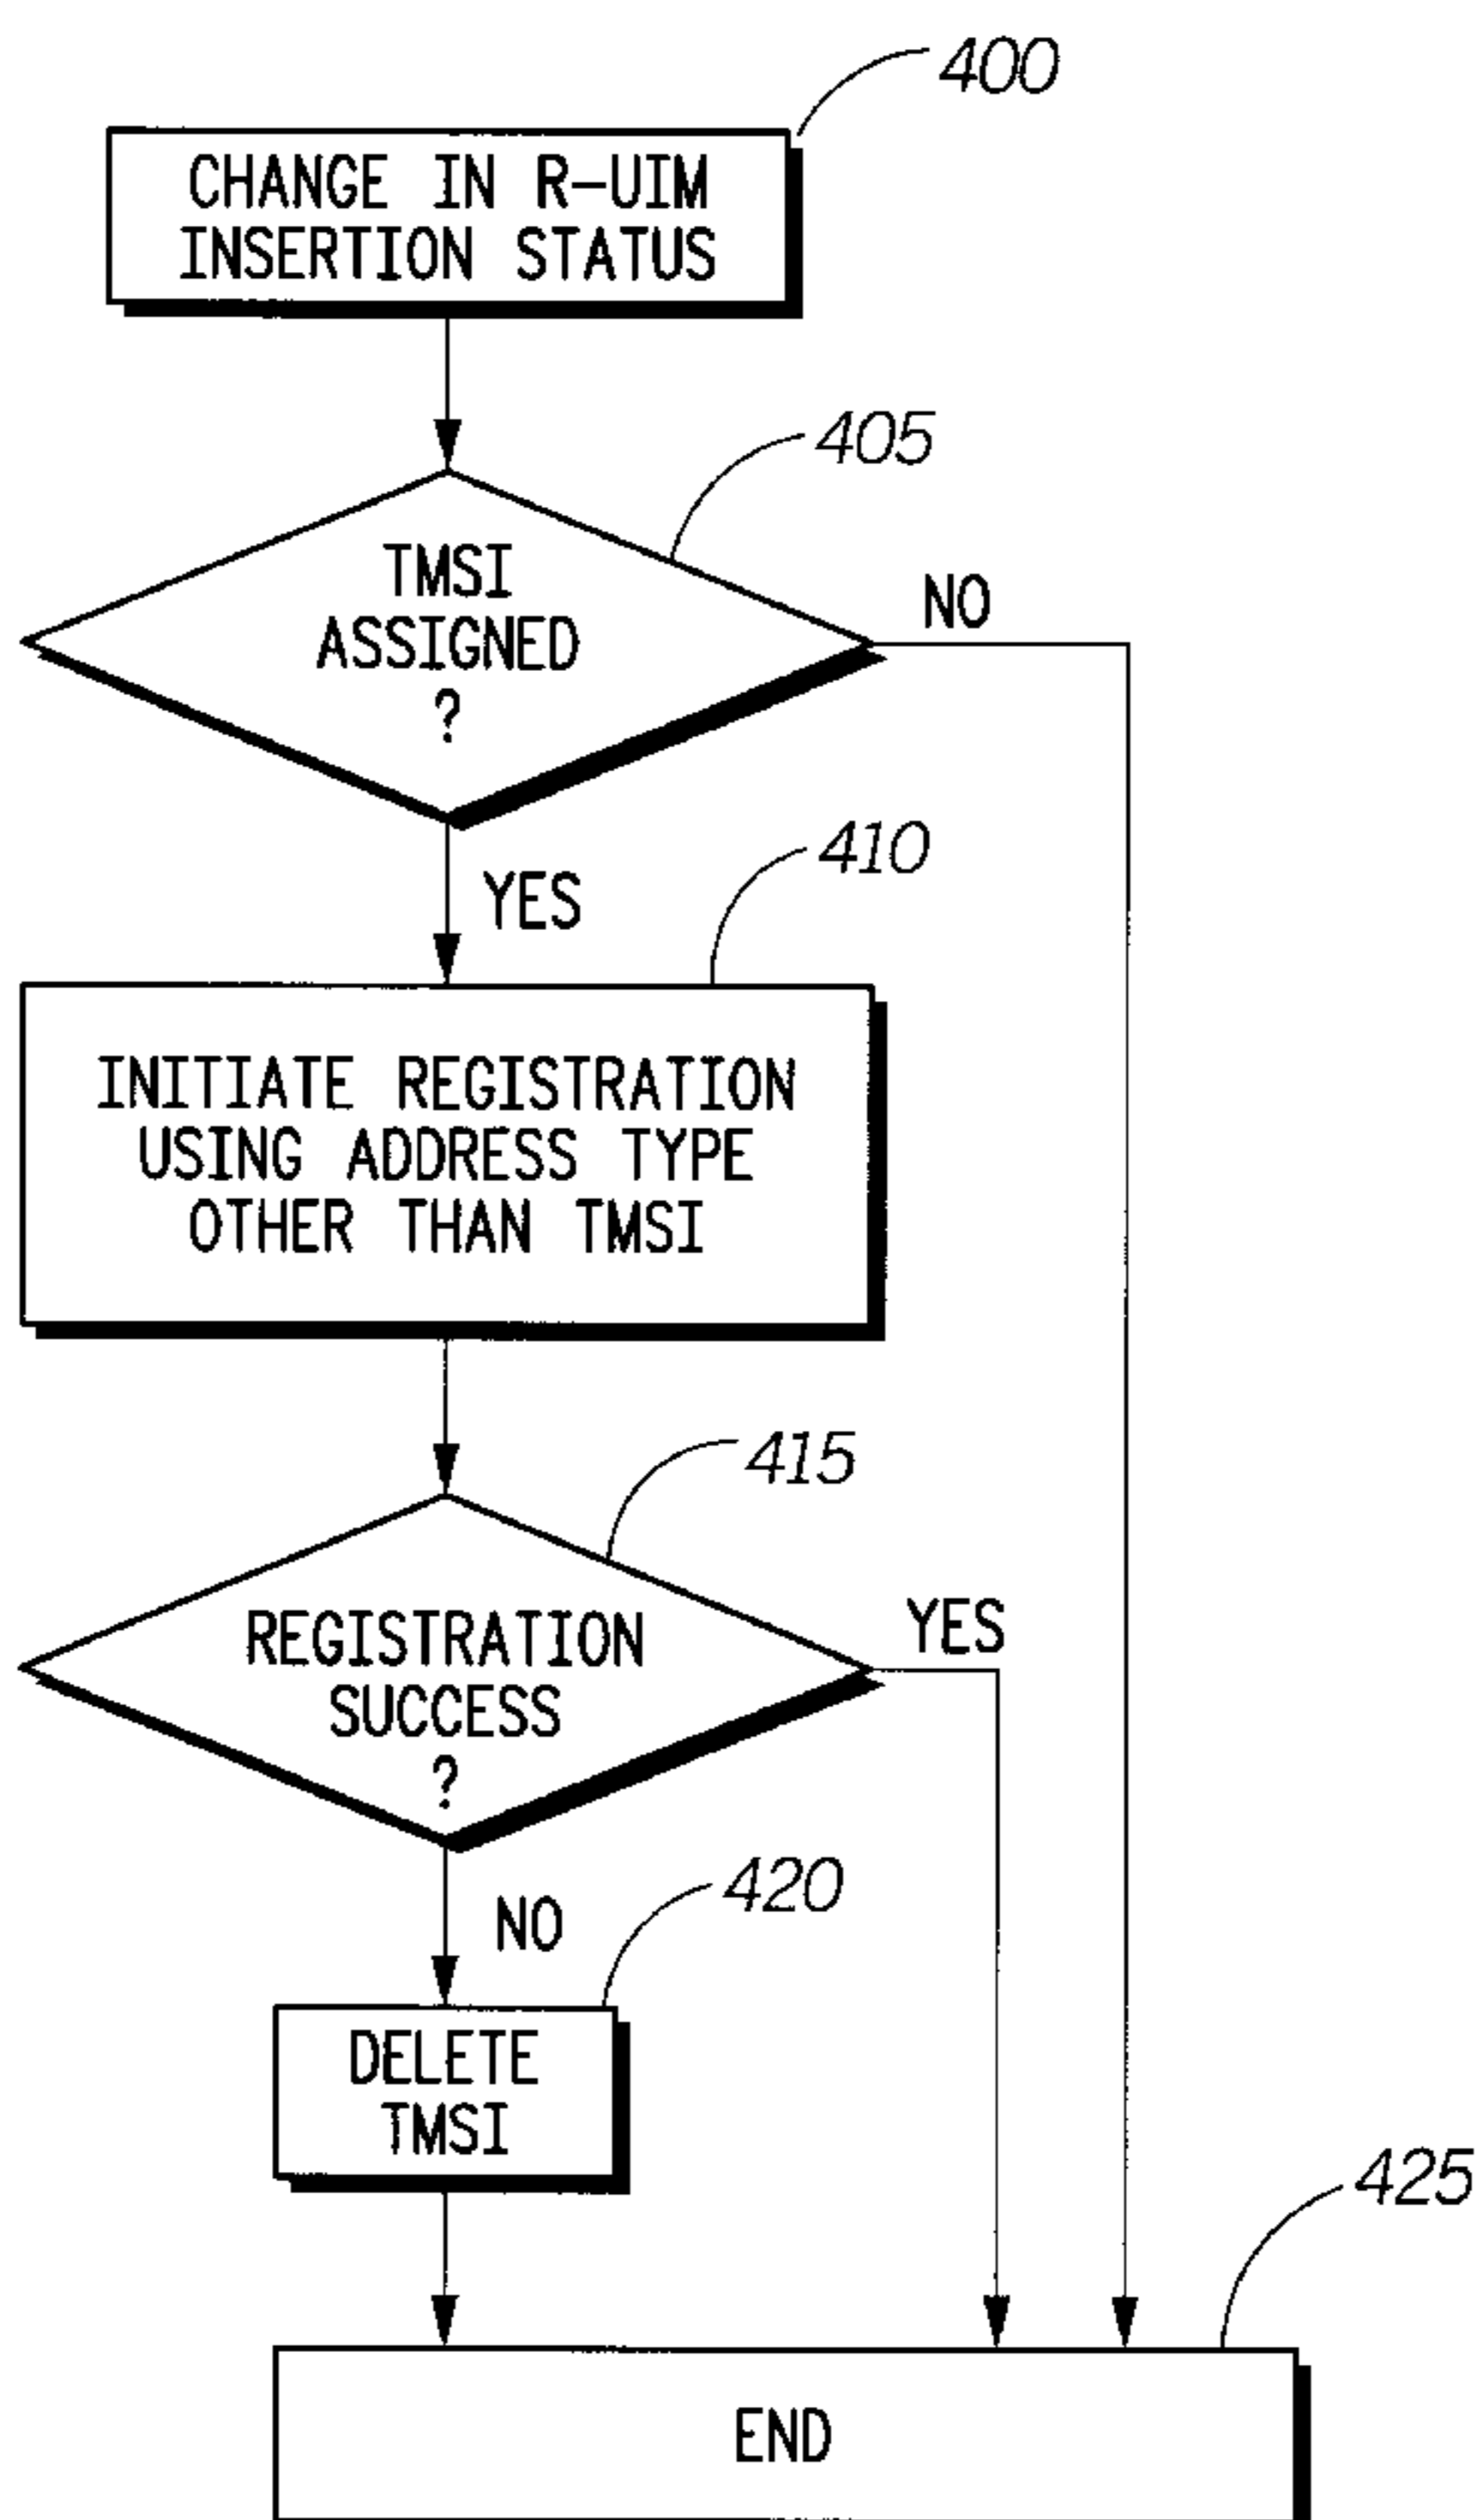 400
CHANGE IN R-UIM
INSERTION STATUS
405
TMSI
ASSIGNED
?
NO
YES
410
INITIATE REGISTRATION
USING ADDRESS TYPE
OTHER THAN TMSI
415
REGISTRATION
SUCCESS
?
YES
NO
420
DELETE
TMSI
425
END